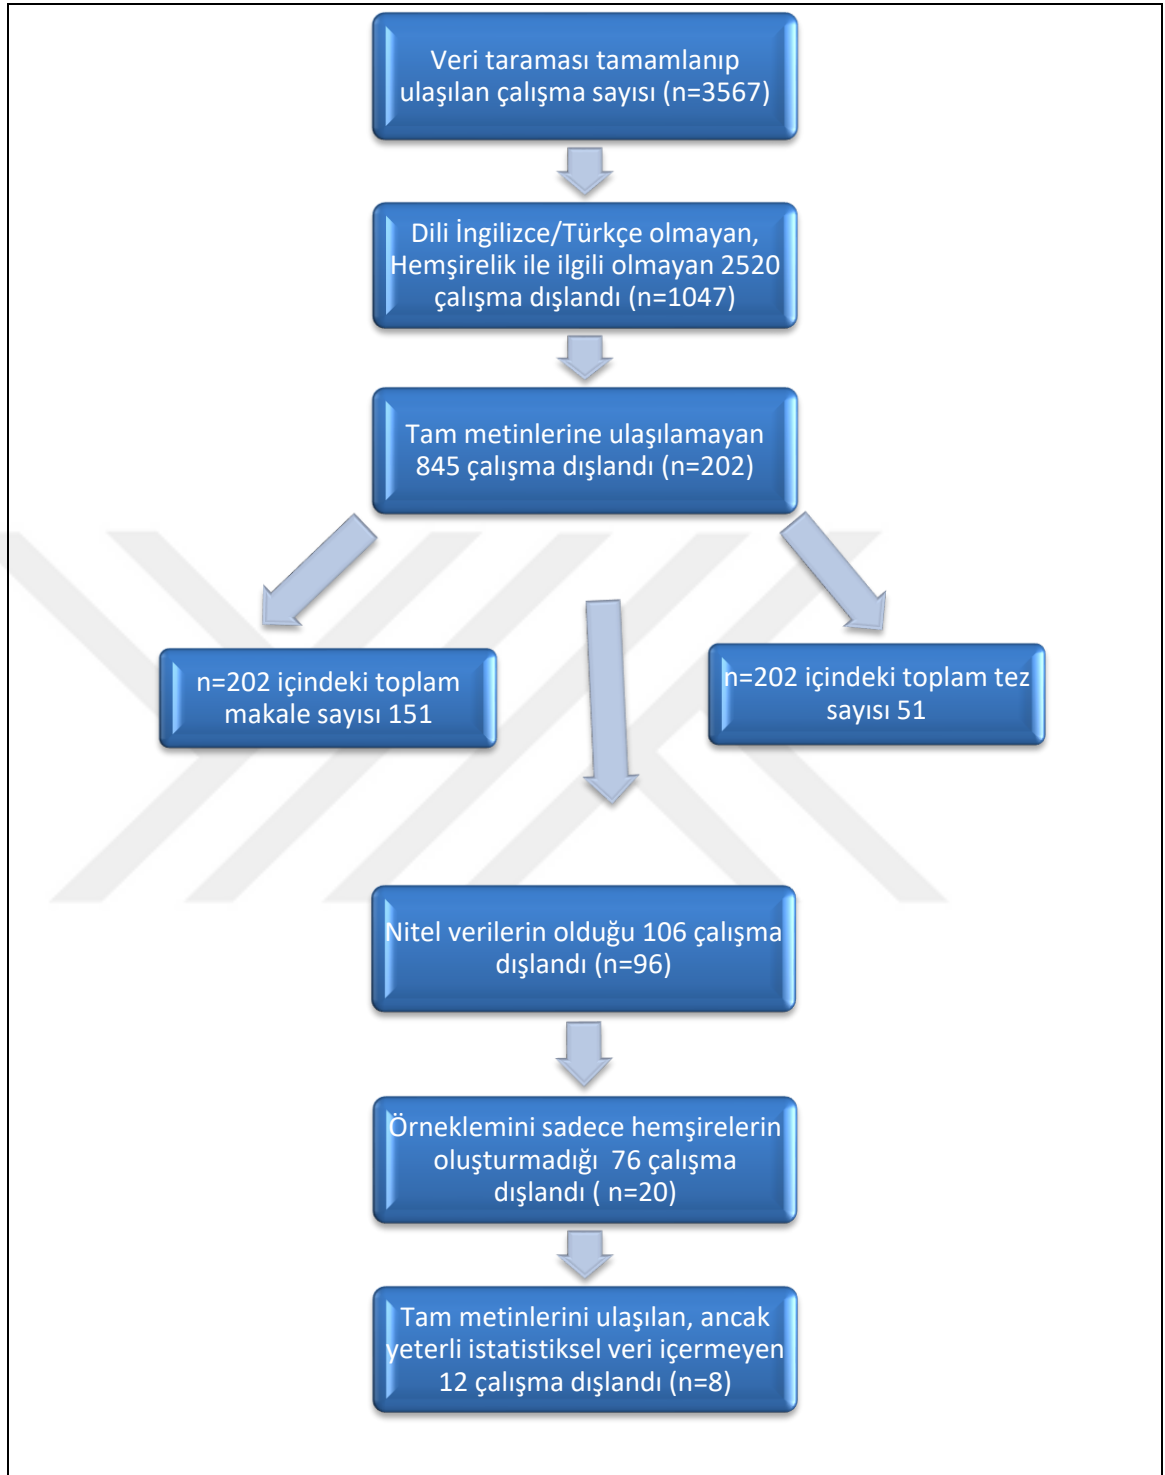 Veri taraması tamamlanıp
ulaşılan çalışma sayısı (n=3567)
Dili İngilizce/Türkçe olmayan,
Hemşirelik ile ilgili olmayan 2520
çalışma dışlandı (n=1047)
Tam metinlerine ulaşılamayan
845 çalışma dışlandı (n=202)
n=202 içindeki toplam
makale sayısı 151
n=202 içindeki toplam tez
sayısı 51
Nitel verilerin olduğu 106 çalışma
dışlandı (n=96)
Örneklemini sadece hemşirelerin
oluşturmadığı  76 çalışma
dışlandı ( n=20)
Tam metinlerini ulaşılan, ancak
yeterli istatistiksel veri içermeyen
12 çalışma dışlandı (n=8)